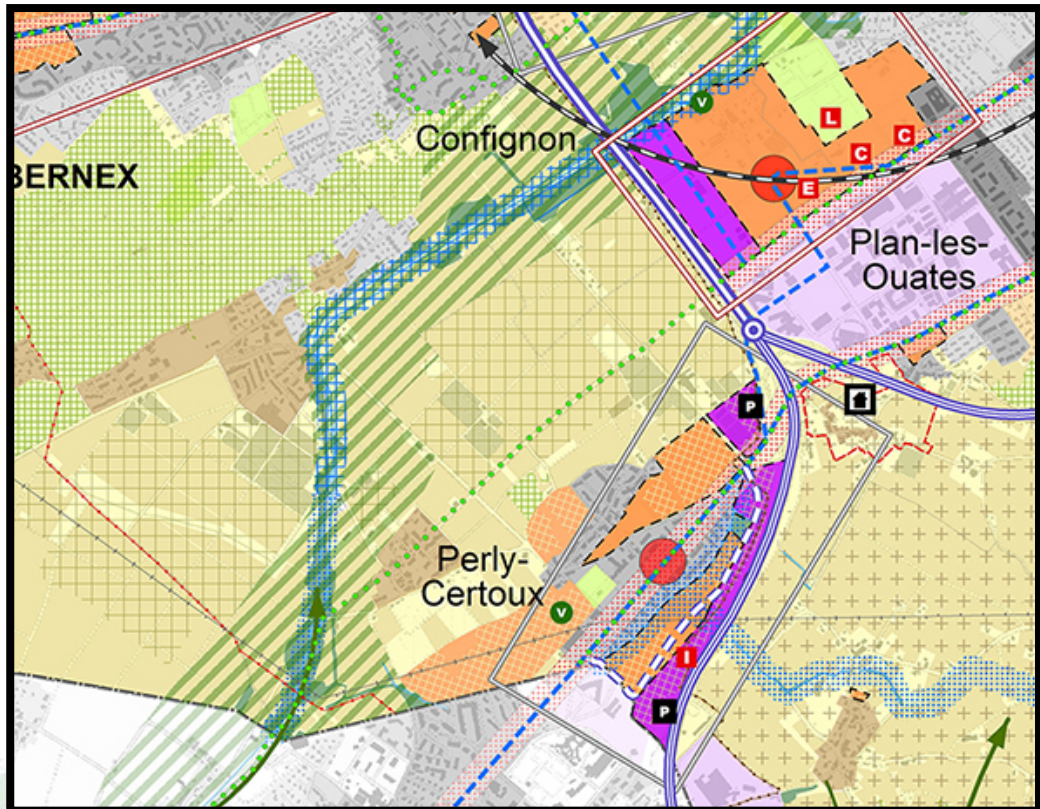 V
Confignon
L
C
C
E
BERNEX
Plan-les-
Ouates
P
Perly-
Certoux
V
I
P